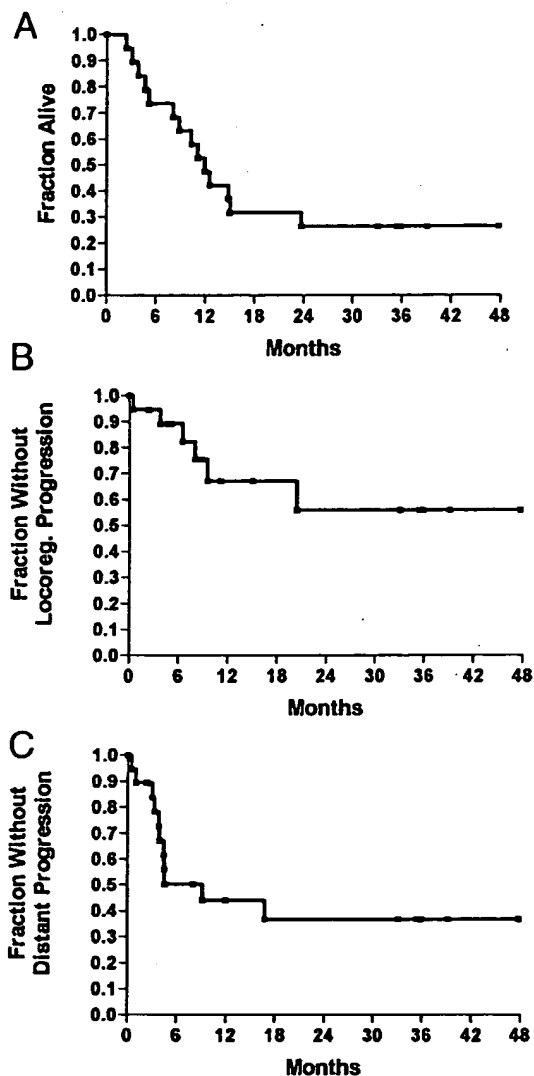 A
Fraction Alive
1.0
0.9
0.8
0.7
0.6
0.5
0.4
0.3
0.2
0.1
0.0
0 6 12 18 24 30 36 42 48
Months
B
Fraction Without
Locoreg. Progression
1.0
0.9
0.8
0.7
0.6
0.5
0.4
0.3
0.2
0.1
0.0
0 6 12 18 24 30 36 42 48
Months
C
Fraction Without
Distant Progression
1.0
0.9
0.8
0.7
0.6
0.5
0.4
0.3
0.2
0.1
0.0
0 6 12 18 24 30 36 42 48
Months